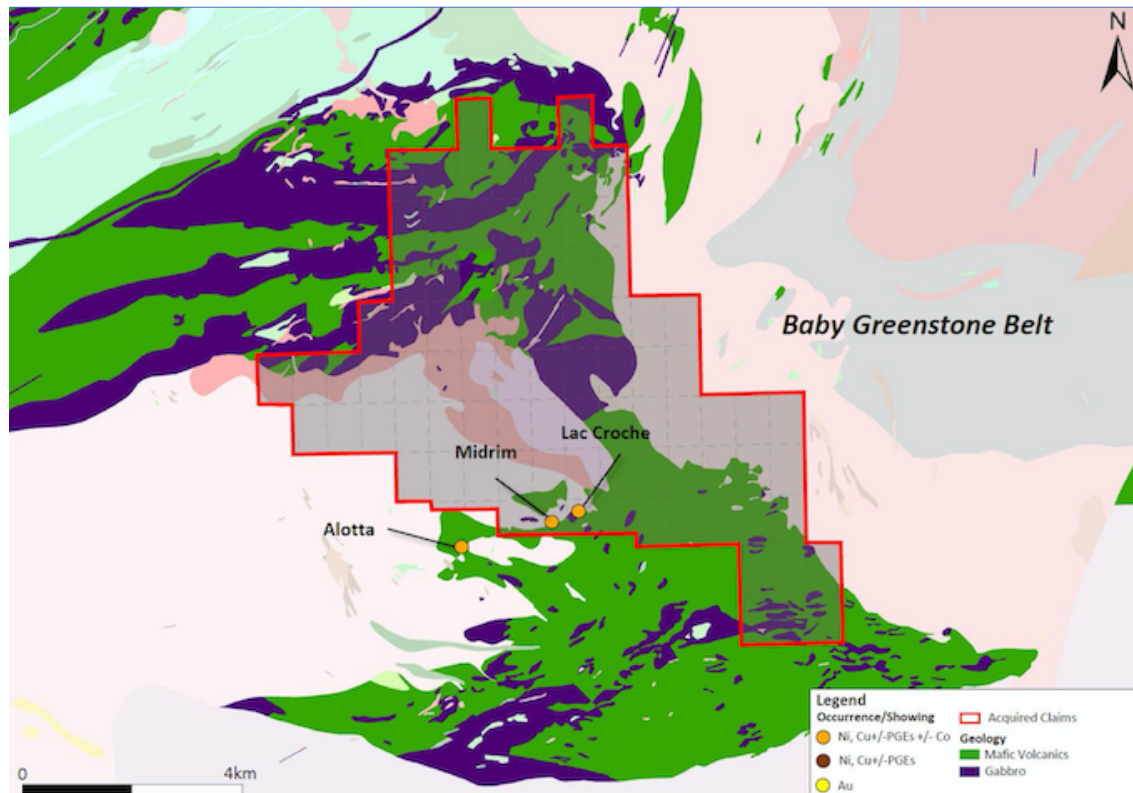 N
Baby Greenstone Belt
Lac Croche
Midrim
Alotta
Legend
Occurrence/Showing
Ni, Cu+/-PGEs +/- Co
Ni, Cu+/-PGEs
Au
Acquired Claims
Geology
Mafic Volcanics
Gabbro
0 4km